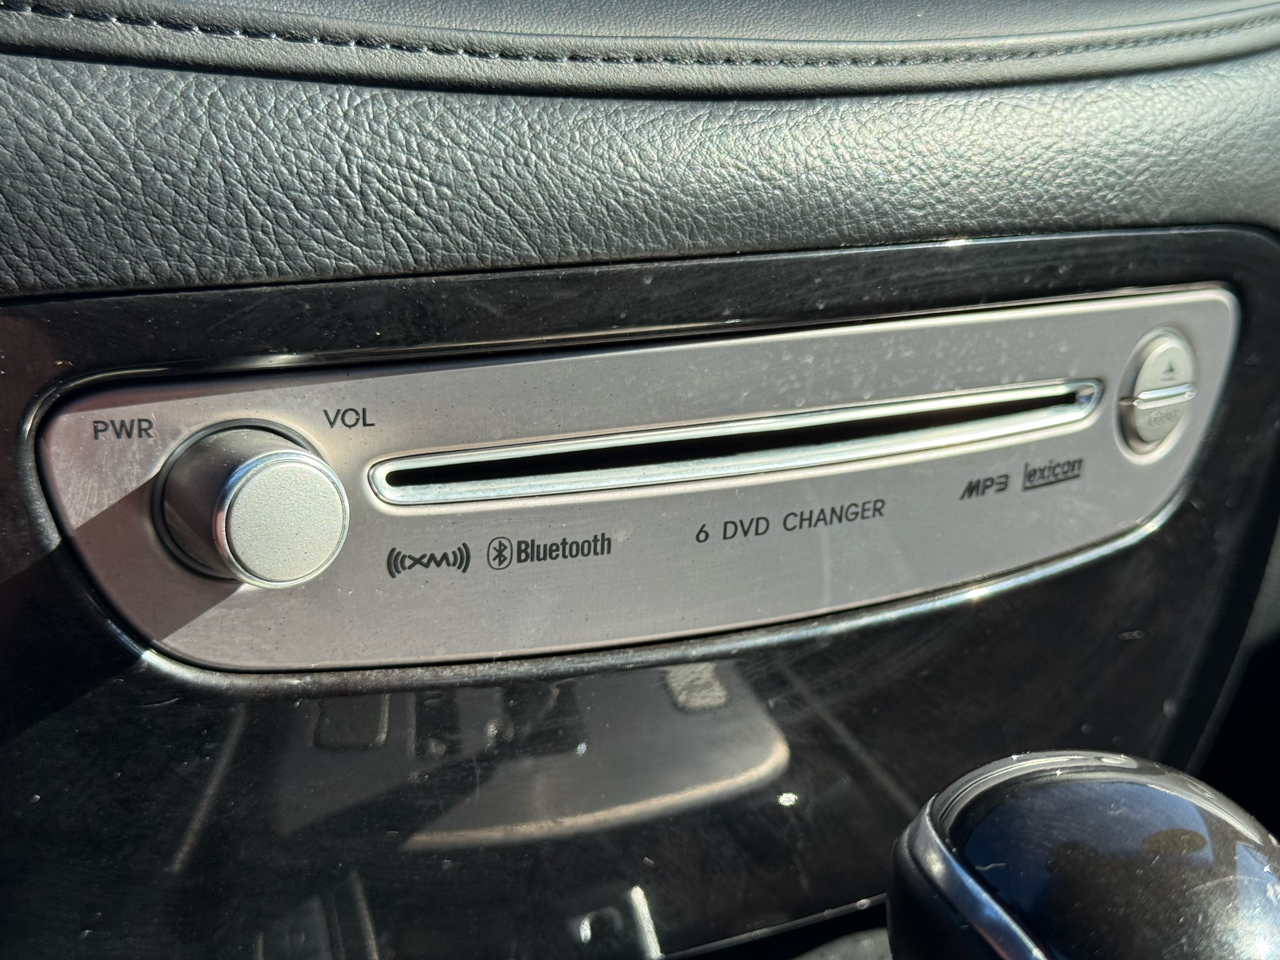 PWR
VOL
((XM))
Bluetooth
6 DVD CHANGER
MP3
lexicon